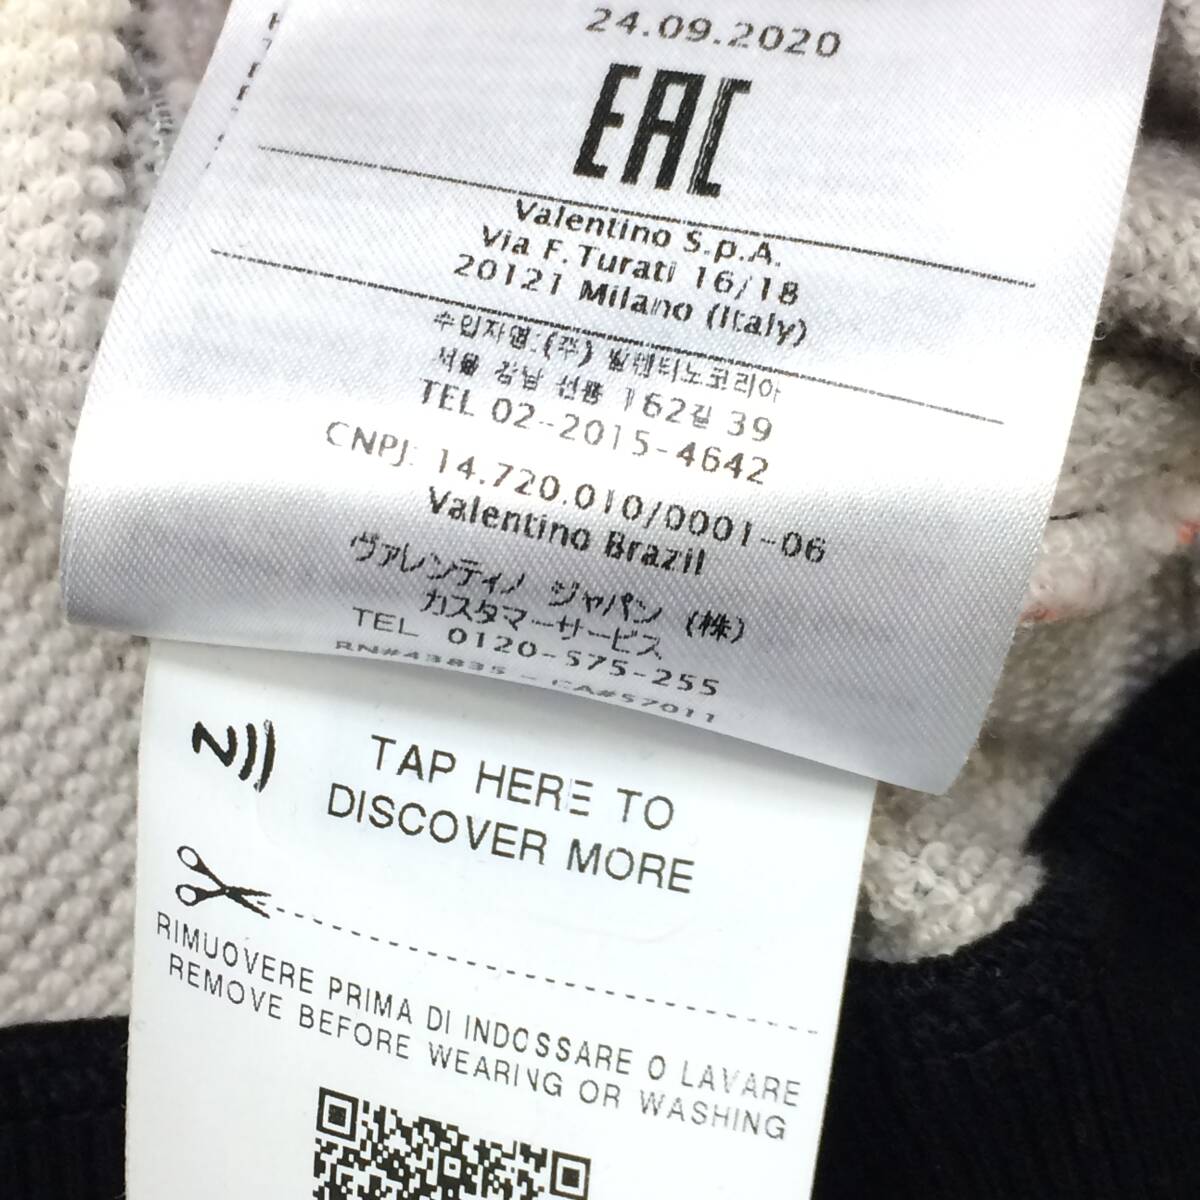 24.09.2020
EAC
Valentino S.p.A.
Via F. Turati 16/18
20121 Milano (Italy)
수입자명:(주) 발렌티노코리아
서울 강남 선릉 162길 39
TEL 02-2015-4642
CNPJ: 14.720.010/0001-06
Valentino Brazil
ヴァレンティノ ジャパン (株)
カスタマーサービス
TEL 0120-575-255
RN#43835 - CA#57011
TAP HERE TO
DISCOVER MORE
RIMUOVERE PRIMA DI INDOSSARE O LAVARE
REMOVE BEFORE WEARING OR WASHING